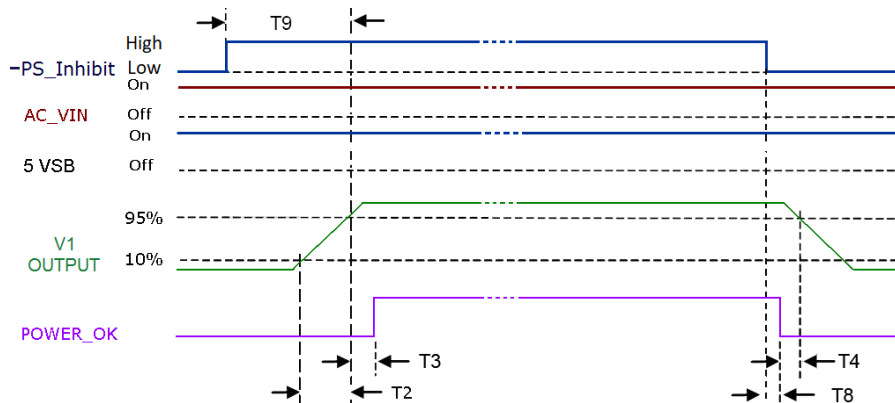 T9
High
–PS_Inhibit Low
On
AC_VIN Off
On
5 VSB Off
95%
V1
OUTPUT 10%
POWER_OK
T3
T4
T2
T8